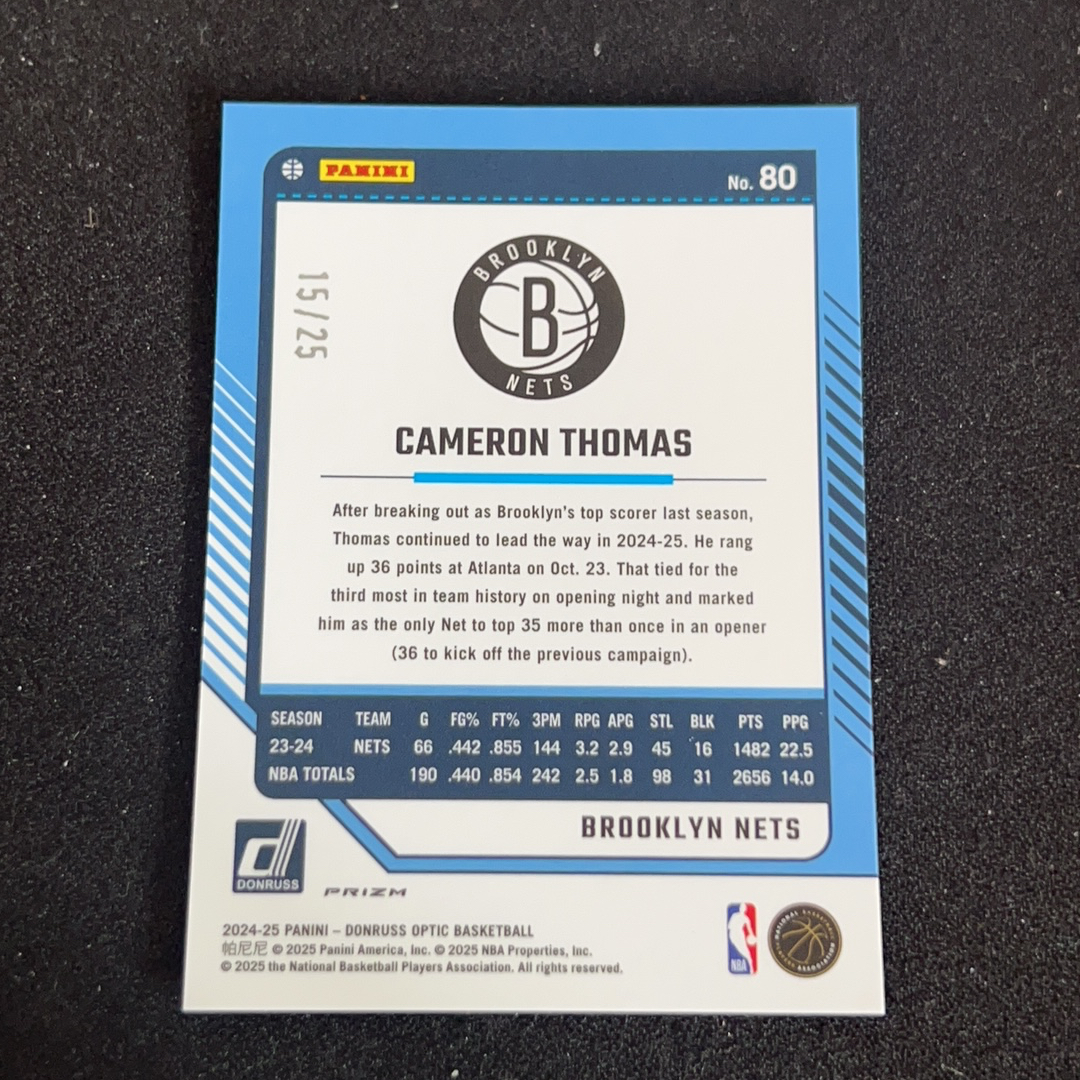 PANINI
No. 80
15/25
BROOKLYN
B
NETS
CAMERON THOMAS
After breaking out as Brooklyn's top scorer last season,
Thomas continued to lead the way in 2024-25. He rang
up 36 points at Atlanta on Oct. 23. That tied for the
third most in team history on opening night and marked
him as the only Net to top 35 more than once in an opener
(36 to kick off the previous campaign).
SEASON TEAM G FG% FT% 3PM RPG APG STL BLK PTS PPG
23-24 NETS 66 .442 .855 144 3.2 2.9 45 16 1482 22.5
NBA TOTALS 190 .440 .854 242 2.5 1.8 98 31 2656 14.0
BROOKLYN NETS
DONRUSS
PRIZM
2024-25 PANINI – DONRUSS OPTIC BASKETBALL
帕尼尼 © 2025 Panini America, Inc. © 2025 NBA Properties, Inc.
© 2025 the National Basketball Players Association. All rights reserved.
NBA
NATIONAL BASKETBALL
PLAYERS ASSOCIATION